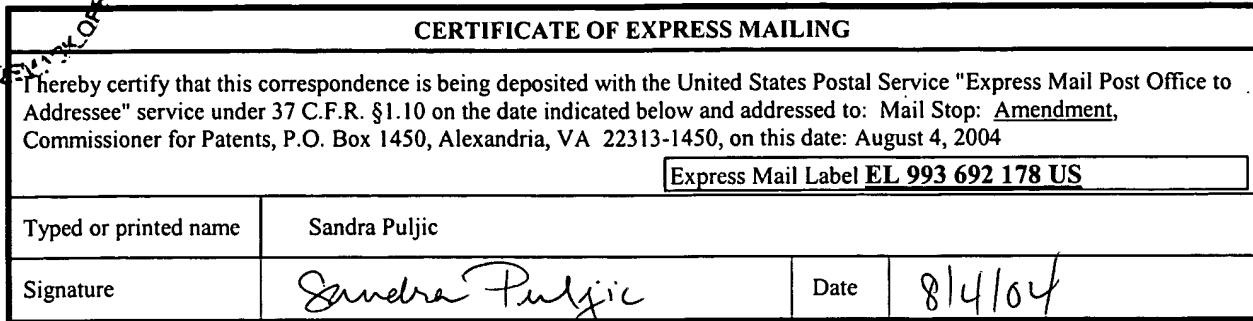 CERTIFICATE OF EXPRESS MAILING
I hereby certify that this correspondence is being deposited with the United States Postal Service "Express Mail Post Office to
Addressee" service under 37 C.F.R. §1.10 on the date indicated below and addressed to: Mail Stop: Amendment,
Commissioner for Patents, P.O. Box 1450, Alexandria, VA 22313-1450, on this date: August 4, 2004
Express Mail Label EL 993 692 178 US
Typed or printed name Sandra Puljic
Signature Sandra Puljic Date 8/4/04